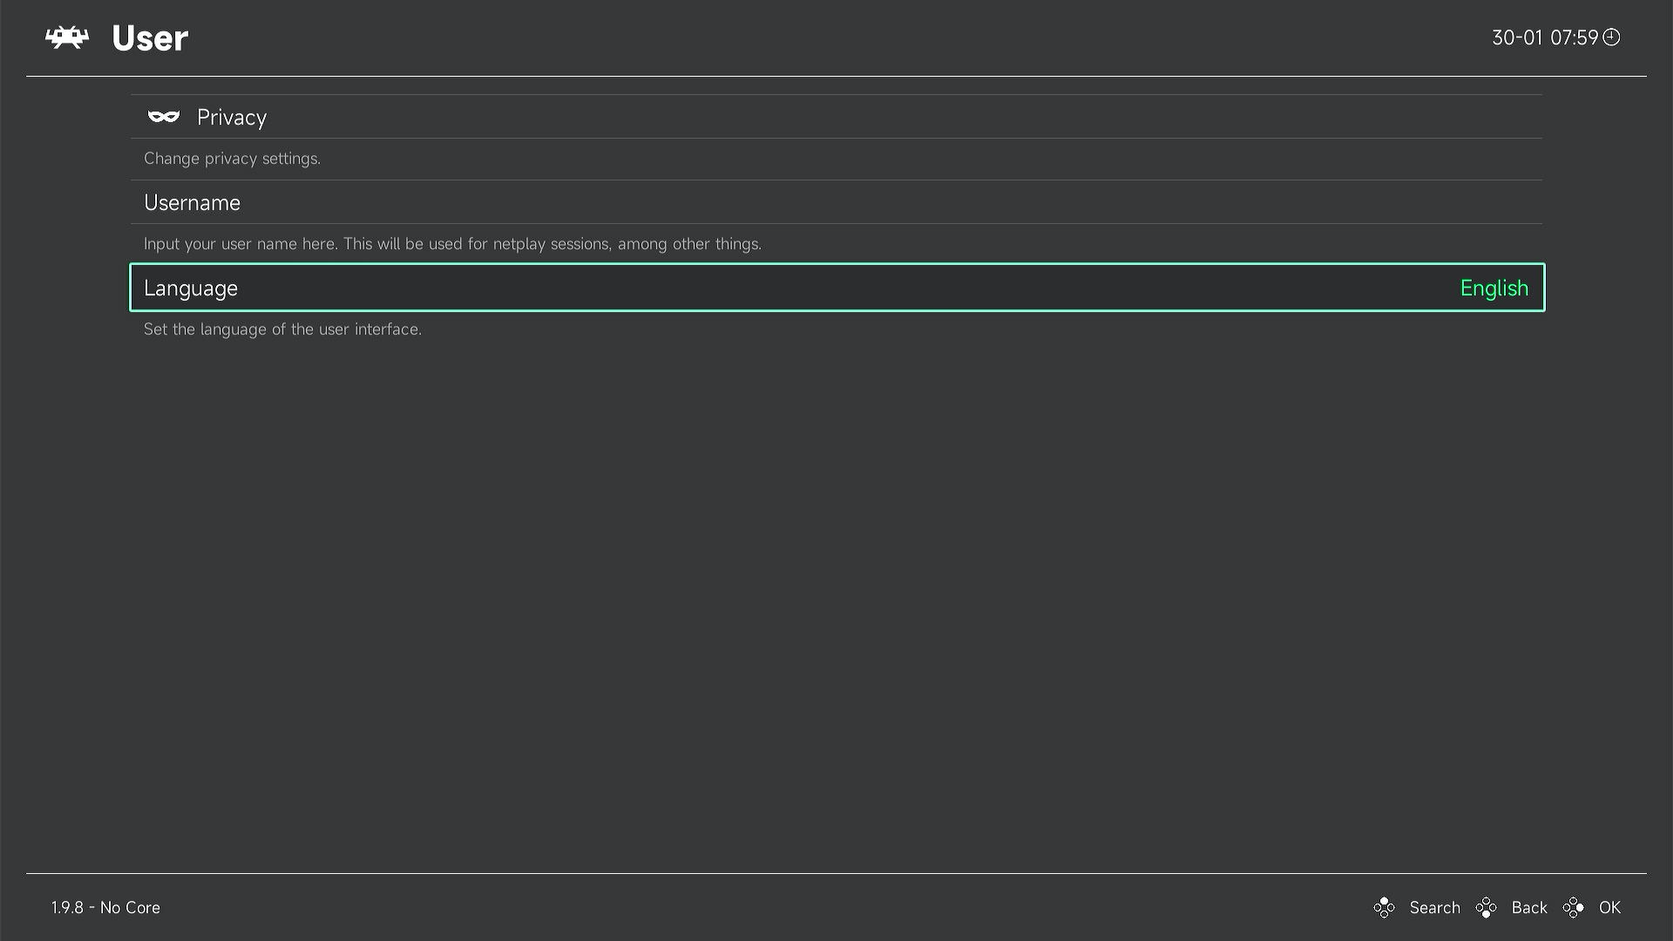 User
30-01 07:59
Privacy
Change privacy settings.
Username
Input your user name here. This will be used for netplay sessions, among other things.
Language English
Set the language of the user interface.
1.9.8 - No Core
Search Back OK